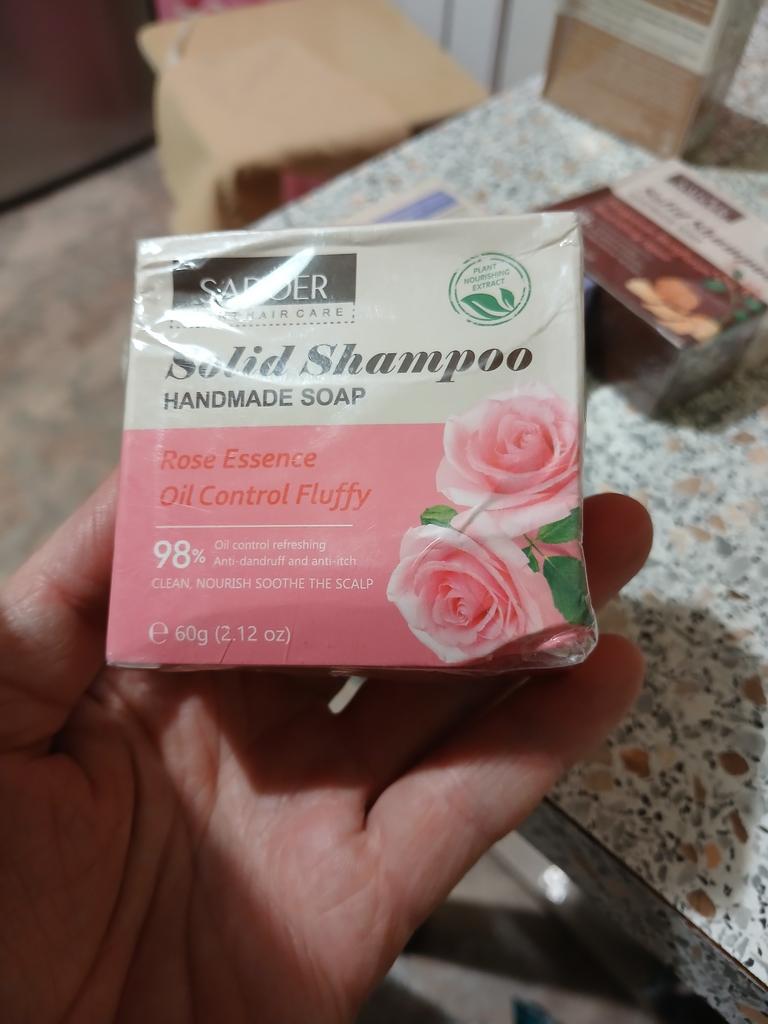 SADOER
HAIR CARE
PLANT
NOURISHING
EXTRACT
Solid Shampoo
HANDMADE SOAP
Rose Essence
Oil Control Fluffy
98% Oil control refreshing
Anti-dandruff and anti-itch
CLEAN, NOURISH SOOTHE THE SCALP
℮ 60g (2.12 oz)